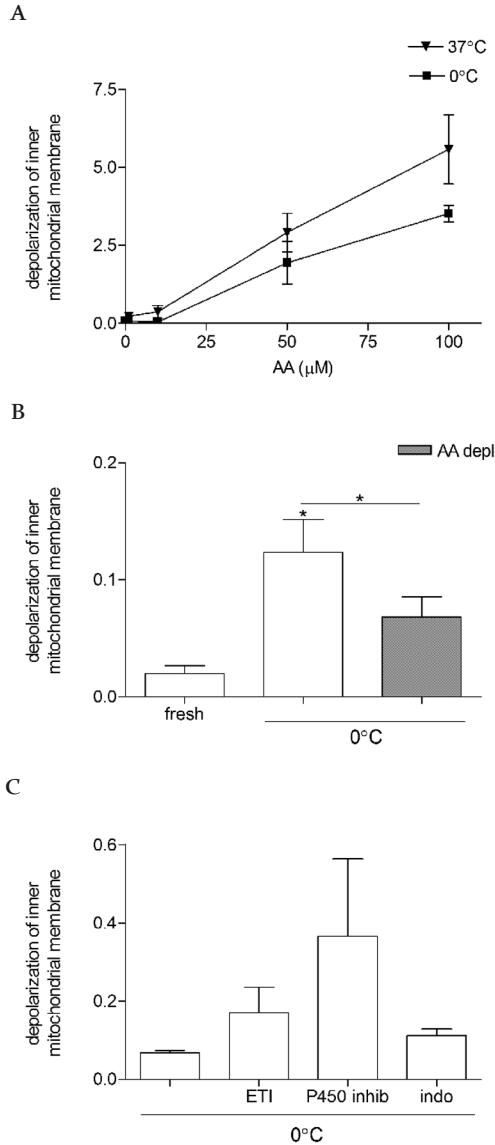 A
37°C
0°C
depolarization of inner
mitochondrial membrane
7.5
5.0
2.5
0.0
0 25 50 75 100
AA (μM)
B
AA depl
depolarization of inner
mitochondrial membrane
0.2
0.1
0.0
*
*
fresh
0°C
C
depolarization of inner
mitochondrial membrane
0.6
0.4
0.2
0.0
ETI P450 inhib indo
0°C